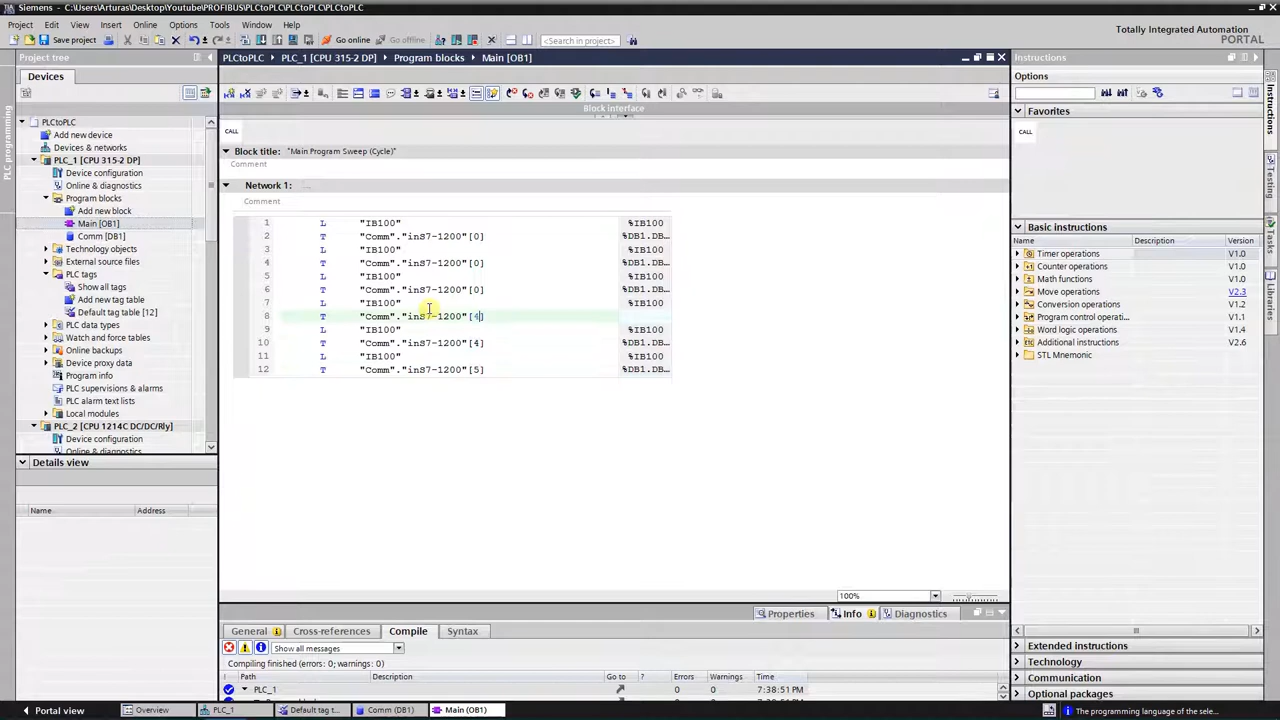 Siemens - C:\Users\Arturas\Desktop\Youtube\PROFIBUS\PLCtoPLC\PLCtoPLC\PLCtoPLC
Project Edit View Insert Online Options Tools Network Window Help
Totally Integrated Automation
PORTAL
Save project Go online Go offline <Search in project>
Project tree
PLCtoPLC PLC_1 [CPU 315-2 DP] Program blocks Main [OB1]
Instructions
Devices
Options
Block interface
Favorites
CALL
CALL
PLCtoPLC
Add new device
Devices & networks
PLC_1 [CPU 315-2 DP]
Device configuration
Online & diagnostics
Program blocks
Add new block
Main [OB1]
Comm [DB1]
Technology objects
External source files
PLC tags
Show all tags
Add new tag table
Default tag table [12]
PLC data types
Watch and force tables
Online backups
Device proxy data
Program info
PLC supervisions & alarms
PLC alarm text lists
Local modules
PLC_2 [CPU 1214C DC/DC/Rly]
Device configuration
Online & diagnostics
Block title: "Main Program Sweep (Cycle)"
Comment
Network 1:
Comment
1 L "IB100" %IB100
2 T "Comm"."inS7-1200"[0] %DB1.DB...
3 L "IB100" %IB100
4 T "Comm"."inS7-1200"[0] %DB1.DB...
5 L "IB100" %IB100
6 T "Comm"."inS7-1200"[0] %DB1.DB...
7 L "IB100" %IB100
8 T "Comm"."inS7-1200"[4]
9 L "IB100" %IB100
10 T "Comm"."inS7-1200"[4] %DB1.DB...
11 L "IB100" %IB100
12 T "Comm"."inS7-1200"[5] %DB1.DB...
Basic instructions
Name Description Version
Timer operations V1.0
Counter operations V1.0
Math functions V1.0
Move operations V2.3
Conversion operations V1.0
Program control operati... V1.1
Word logic operations V1.4
Additional instructions V2.6
STL Mnemonic
Extended instructions
Technology
Communication
Optional packages
PLC programming
Instructions
Testing
Tasks
Libraries
Details view
Name Address
100%
Properties Info Diagnostics
General Cross-references Compile Syntax
Show all messages
Compiling finished (errors: 0; warnings: 0)
! Path Description Go to ? Errors Warnings Time
PLC_1 0 0 7:38:51 PM
Portal view Overview PLC_1 Default tag t... Comm (DB1) Main (OB1)
The programming language of the sele...